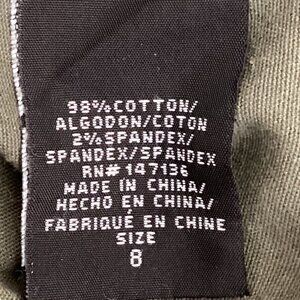 98%COTTON/
ALGODON/COTON
2%SPANDEX/
SPANDEX/SPANDEX
RN#147136
MADE IN CHINA/
HECHO EN CHINA/
FABRIQUÉ EN CHINE
SIZE
8